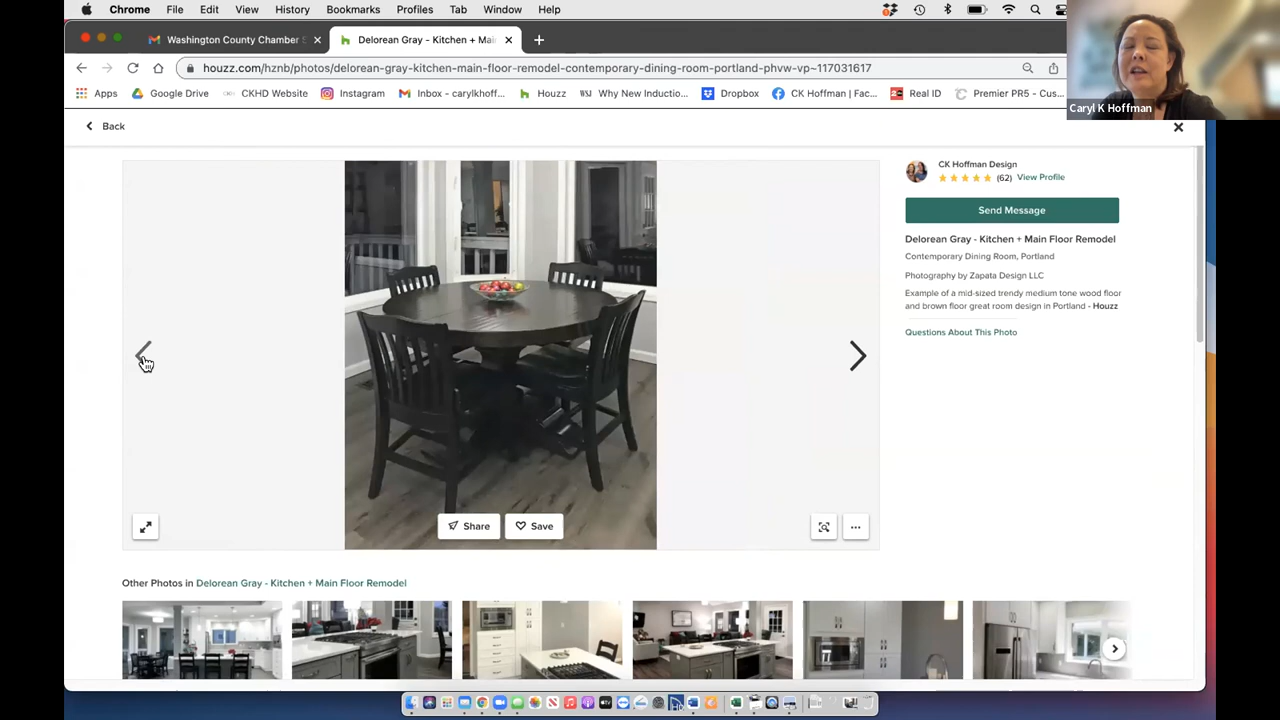 Chrome File Edit View History Bookmarks Profiles Tab Window Help
Washington County Chamber
Delorean Gray - Kitchen + Mai
houzz.com/hznb/photos/delorean-gray-kitchen-main-floor-remodel-contemporary-dining-room-portland-phvw-vp~117031617
Apps Google Drive CKHD Website Instagram Inbox - carylkhoff... Houzz WSJ Why New Inductio... Dropbox CK Hoffman | Fac... Real ID Premier PR5 - Cus...
Caryl K Hoffman
Back
CK Hoffman Design
(62) View Profile
Send Message
Delorean Gray - Kitchen + Main Floor Remodel
Contemporary Dining Room, Portland
Photography by Zapata Design LLC
Example of a mid-sized trendy medium tone wood floor
and brown floor great room design in Portland - Houzz
Questions About This Photo
Share Save
Other Photos in Delorean Gray - Kitchen + Main Floor Remodel